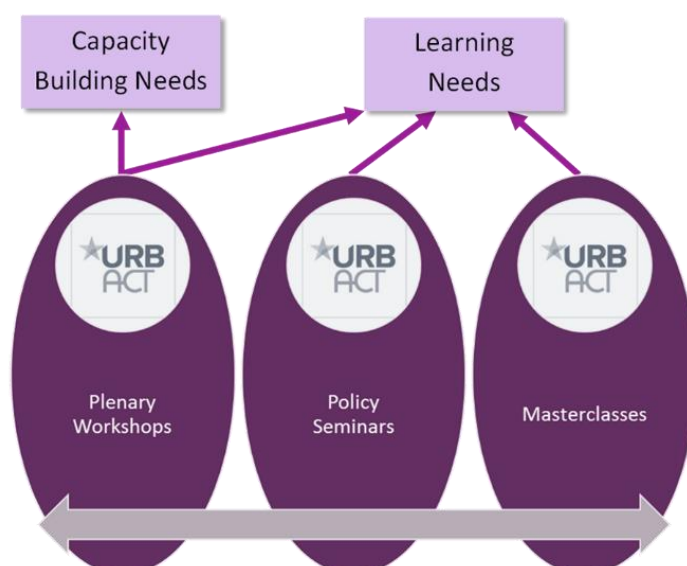 Capacity
Building Needs
Learning
Needs
URB
ACT
URB
ACT
URB
ACT
Plenary
Workshops
Policy
Seminars
Masterclasses